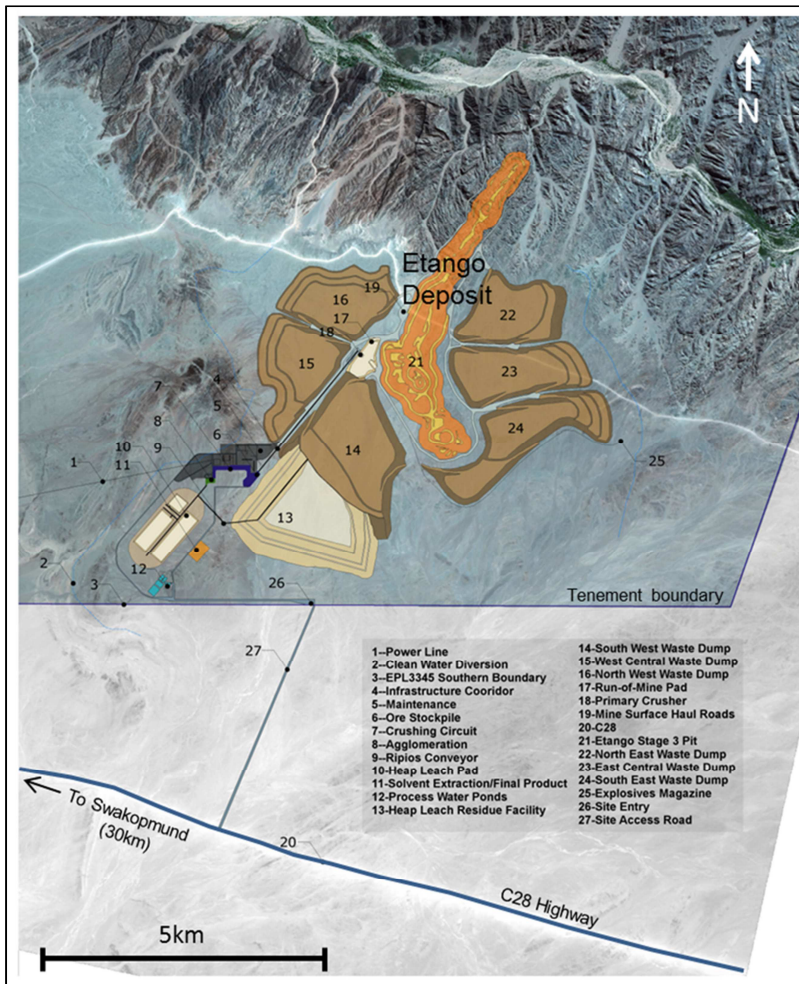 N
Etango
Deposit
19
16
17
18
22
21
15
23
7
4
8
5
24
10
9
6
14
25
1
11
13
12
2
3
26
Tenement boundary
27
1--Power Line
2--Clean Water Diversion
3--EPL3345 Southern Boundary
4--Infrastructure Cooridor
5--Maintenance
6--Ore Stockpile
7--Crushing Circuit
8--Agglomeration
9--Ripios Conveyor
10--Heap Leach Pad
11--Solvent Extraction/Final Product
12--Process Water Ponds
13--Heap Leach Residue Facility
14--South West Waste Dump
15--West Central Waste Dump
16--North West Waste Dump
17--Run-of-Mine Pad
18--Primary Crusher
19--Mine Surface Haul Roads
20--C28
21--Etango Stage 3 Pit
22--North East Waste Dump
23--East Central Waste Dump
24--South East Waste Dump
25--Explosives Magazine
26--Site Entry
27--Site Access Road
To Swakopmund
(30km)
20
C28 Highway
5km